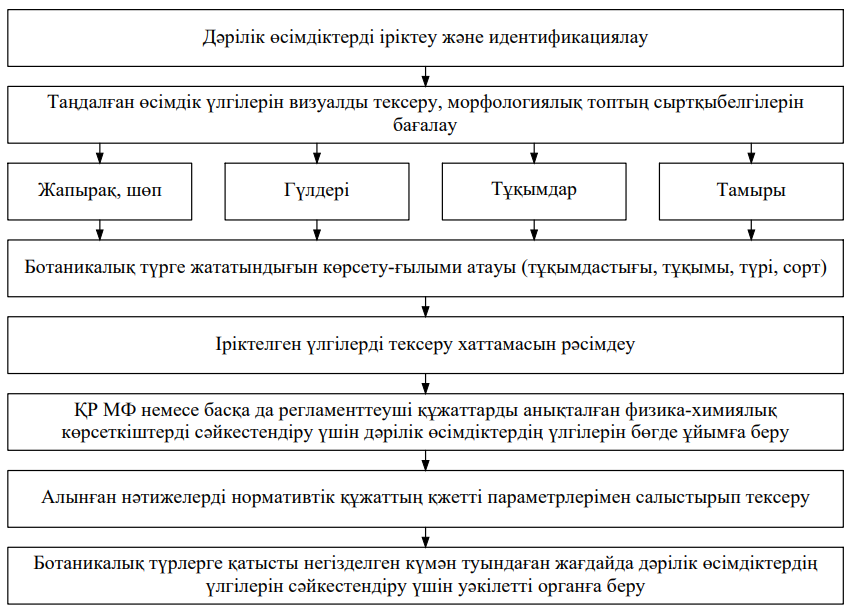 Дәрілік өсімдіктерді іріктеу және идентификациялау
Таңдалған өсімдік үлгілерін визуалды тексеру, морфологиялық топтың сыртқыбелгілерін
бағалау
Жапырақ, шөп
Гүлдері
Тұқымдар
Тамыры
Ботаникалық түрге жататындығын көрсету-ғылыми атауы (тұқымдастығы, тұқымы, түрі, сорт)
Іріктелген үлгілерді тексеру хаттамасын рәсімдеу
ҚР МФ немесе басқа да регламенттеуші құжаттарды анықталған физика-химиялық
көрсеткіштерді сәйкестендіру үшін дәрілік өсімдіктердің үлгілерін бөгде ұйымға беру
Алынған нәтижелерді нормативтік құжаттың қжетті параметрлерімен салыстырып тексеру
Ботаникалық түрлерге қатысты негізделген күмән туындаған жағдайда дәрілік өсімдіктердің
үлгілерін сәйкестендіру үшін уәкілетті органға беру